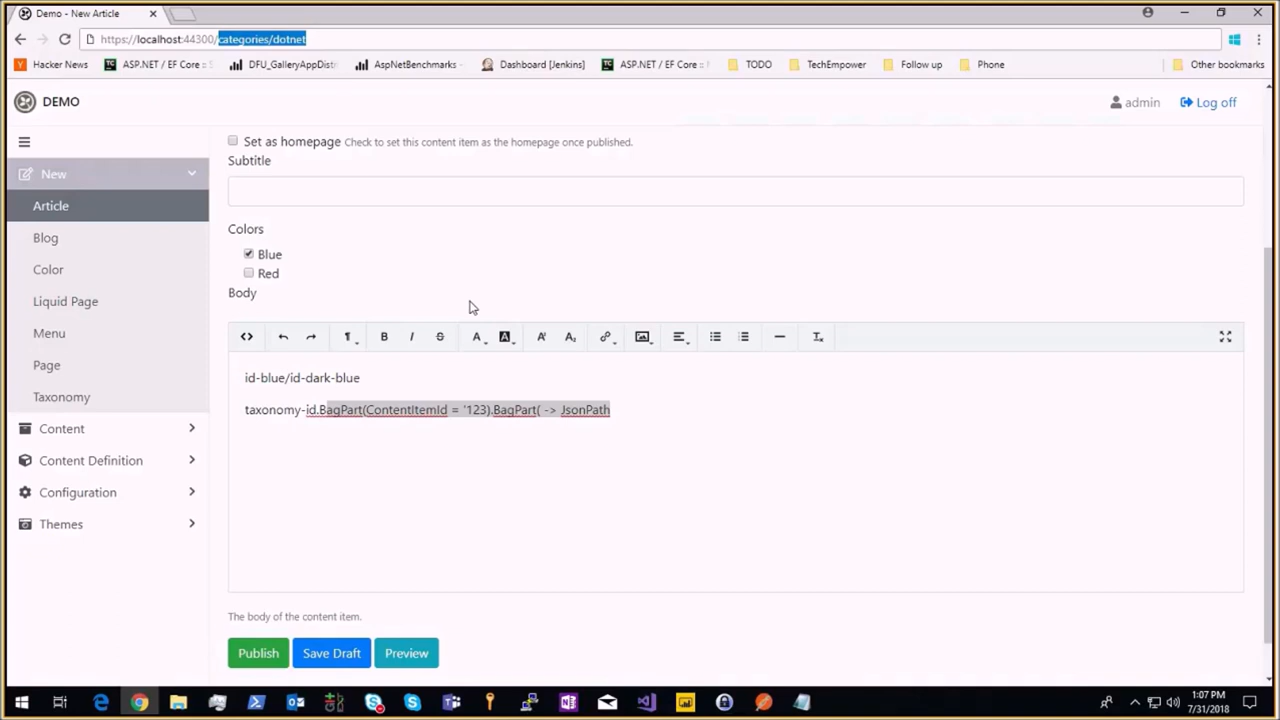 Demo - New Article
https://localhost:44300/categories/dotnet
Hacker News
ASP.NET / EF Core ::
DFU_GalleryAppDist
AspNetBenchmarks
Dashboard [Jenkins]
ASP.NET / EF Core ::
TODO
TechEmpower
Follow up
Phone
Other bookmarks
DEMO
admin
Log off
New
Article
Blog
Color
Liquid Page
Menu
Page
Taxonomy
Content
Content Definition
Configuration
Themes
Set as homepage Check to set this content item as the homepage once published.
Subtitle
Colors
Blue
Red
Body
id-blue/id-dark-blue
taxonomy-id.BagPart(ContentItemId = '123).BagPart( -> JsonPath
The body of the content item.
Publish
Save Draft
Preview
1:07 PM
7/31/2018